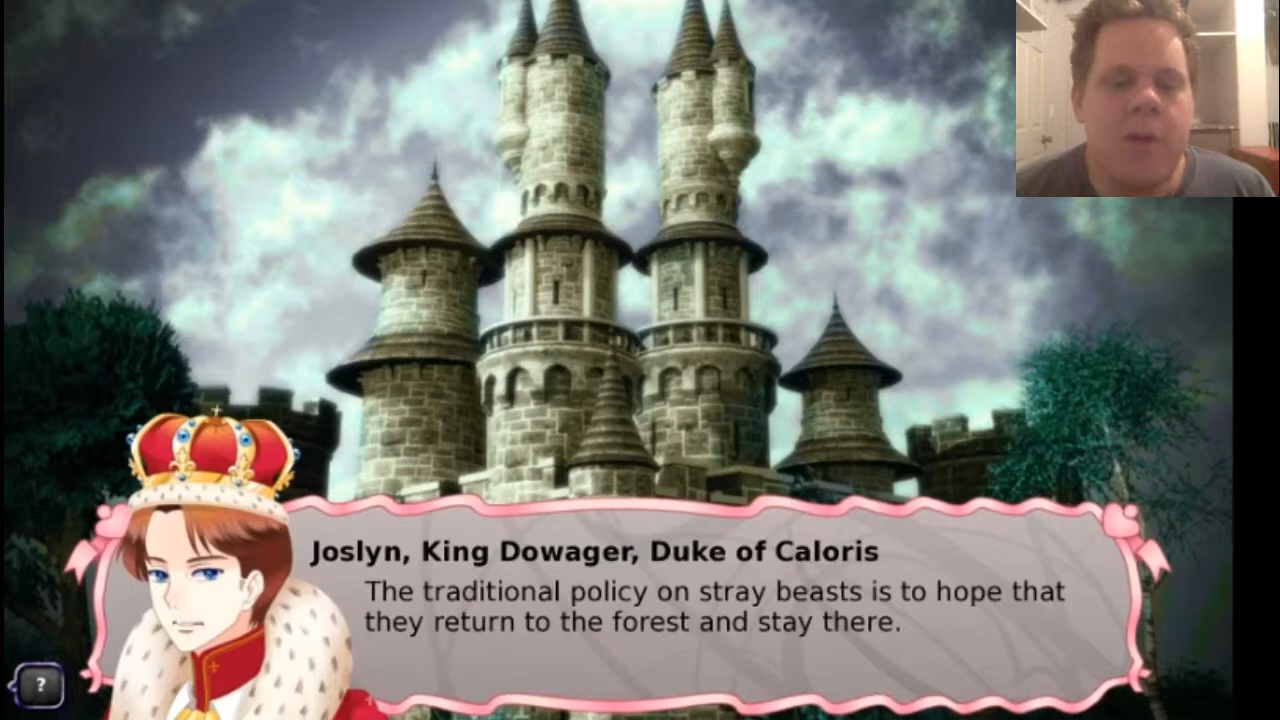 Joslyn, King Dowager, Duke of Caloris
The traditional policy on stray beasts is to hope that
they return to the forest and stay there.
?